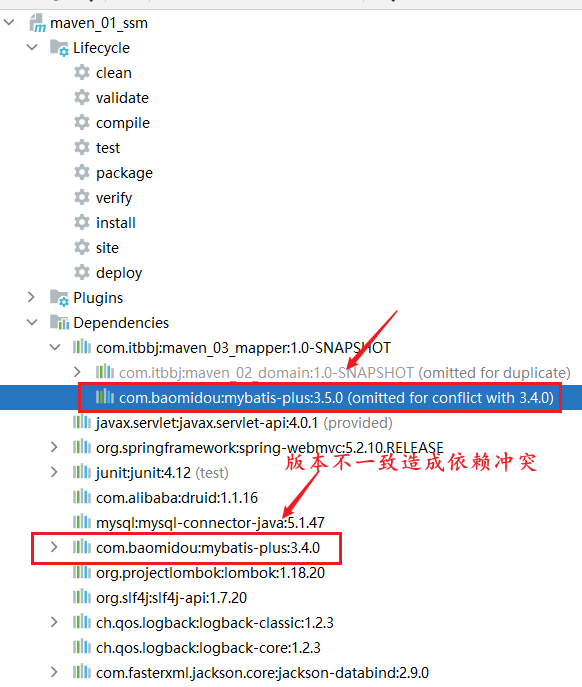 maven_01_ssm
Lifecycle
clean
validate
compile
test
package
verify
install
site
deploy
Plugins
Dependencies
com.itbbj:maven_03_mapper:1.0-SNAPSHOT
com.itbbj:maven_02_domain:1.0-SNAPSHOT (omitted for duplicate)
com.baomidou:mybatis-plus:3.5.0 (omitted for conflict with 3.4.0)
javax.servlet:javax.servlet-api:4.0.1 (provided)
org.springframework:spring-webmvc:5.2.10.RELEASE
版本不一致造成依赖冲突
junit:junit:4.12 (test)
com.alibaba:druid:1.1.16
mysql:mysql-connector-java:5.1.47
com.baomidou:mybatis-plus:3.4.0
org.projectlombok:lombok:1.18.20
org.slf4j:slf4j-api:1.7.20
ch.qos.logback:logback-classic:1.2.3
ch.qos.logback:logback-core:1.2.3
com.fasterxml.jackson.core:jackson-databind:2.9.0